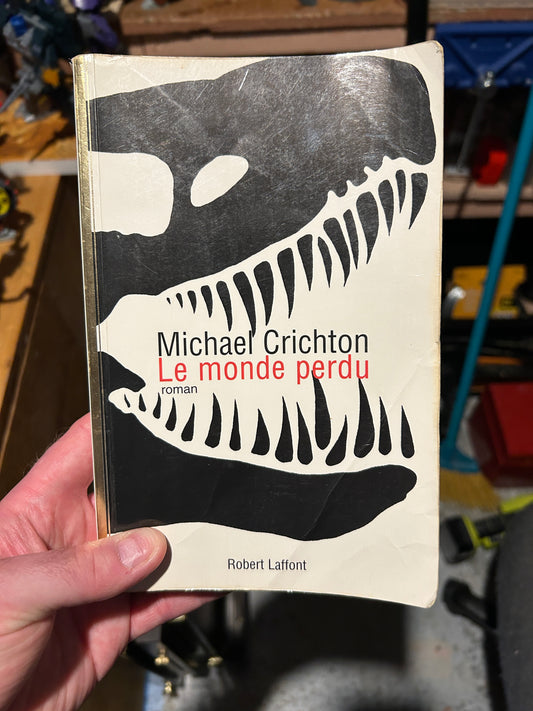 Michael Crichton
Le monde perdu
roman
Robert Laffont